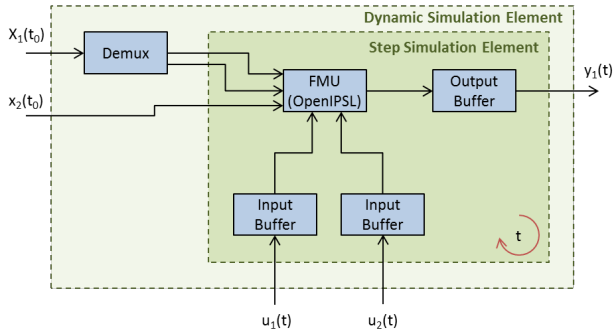 Dynamic Simulation Element
X₁(t₀)
Step Simulation Element
Demux
FMU
(OpenIPSL)
Output
Buffer
y₁(t)
x₂(t₀)
Input
Buffer
Input
Buffer
t
u₁(t)
u₂(t)